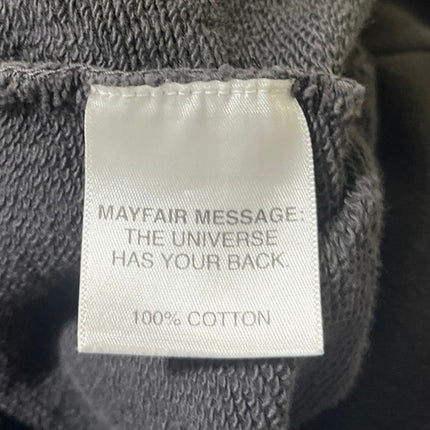 MAYFAIR MESSAGE:
THE UNIVERSE
HAS YOUR BACK.
100% COTTON